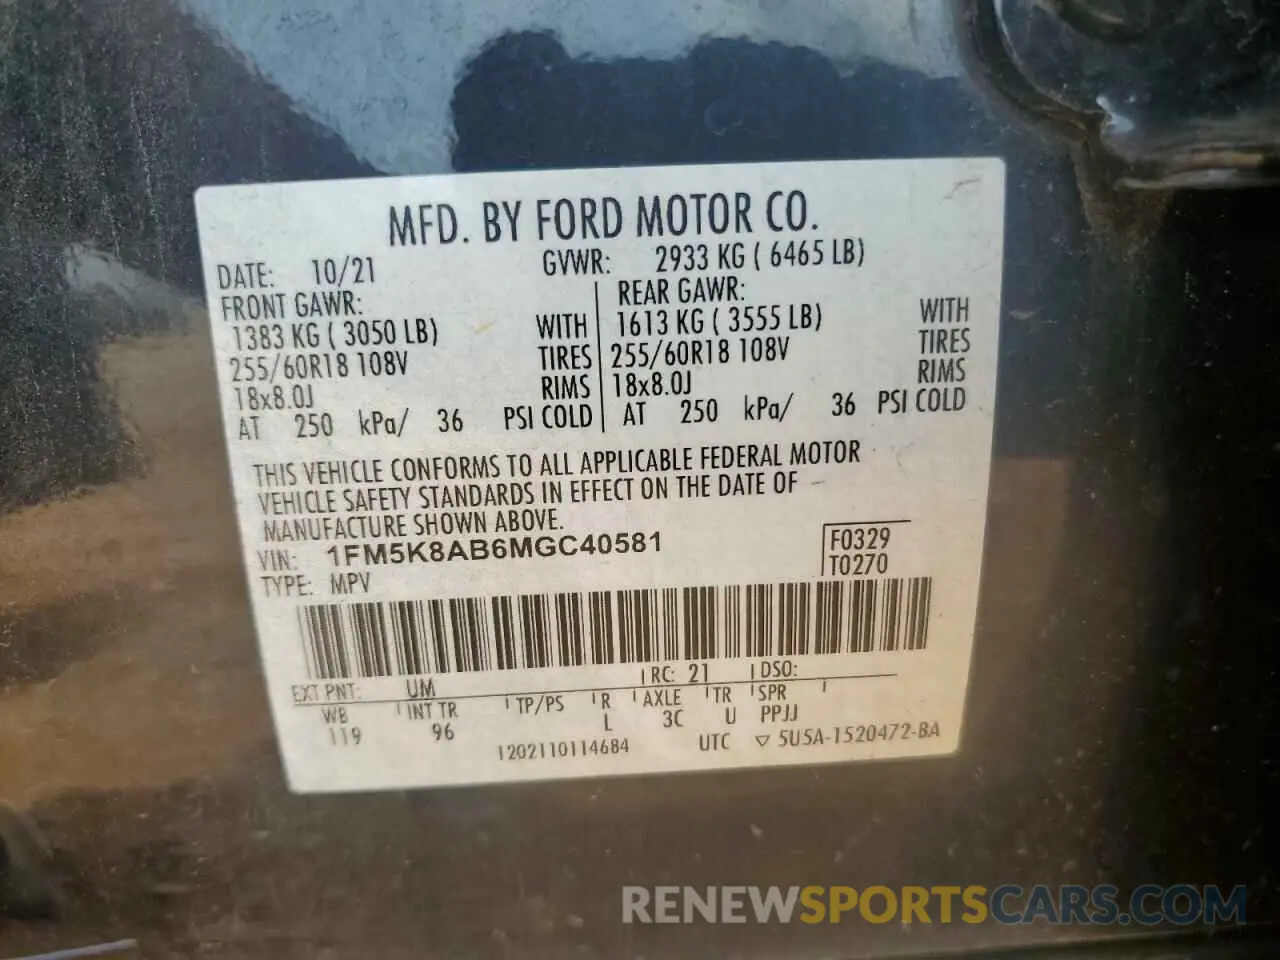 MFD. BY FORD MOTOR CO.
DATE: 10/21 GVWR: 2933 KG ( 6465 LB)
FRONT GAWR: REAR GAWR:
1383 KG ( 3050 LB) WITH 1613 KG ( 3555 LB) WITH
255/60R18 108V TIRES 255/60R18 108V TIRES
18x8.0J RIMS 18x8.0J RIMS
AT 250 kPa/ 36 PSI COLD AT 250 kPa/ 36 PSI COLD
THIS VEHICLE CONFORMS TO ALL APPLICABLE FEDERAL MOTOR
VEHICLE SAFETY STANDARDS IN EFFECT ON THE DATE OF
MANUFACTURE SHOWN ABOVE.
VIN: 1FM5K8AB6MGC40581 F0329
TYPE: MPV T0270
EXT PNT: UM RC: 21 DSO:
WB INT TR TP/PS R AXLE TR SPR
119 96 L 3C U PPJJ
1202110114684 UTC ▽ 5U5A-1520472-BA
RENEWSPORTSCARS.COM